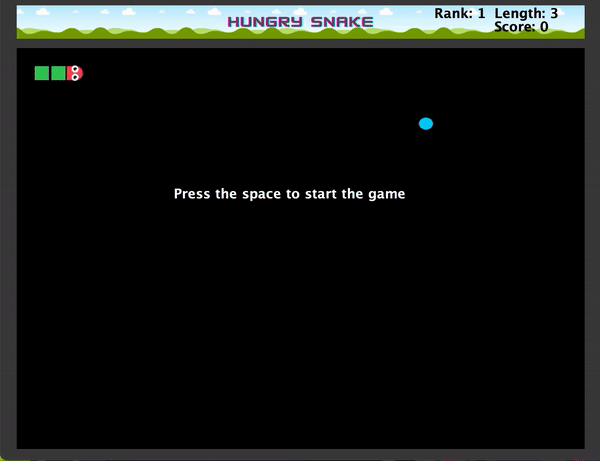 HUNGRY SNAKE
Rank: 1 Length: 3
Score: 0
Press the space to start the game